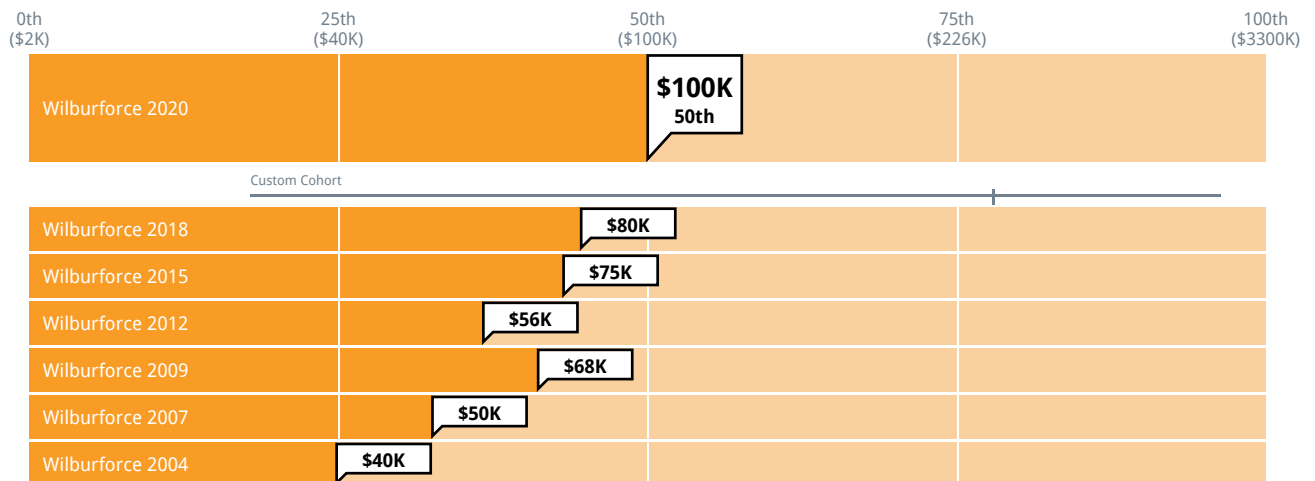 0th 25th 50th 75th 100th
($2K) ($40K) ($100K) ($226K) ($3300K)
$100K
Wilburforce 2020
50th
Custom Cohort
Wilburforce 2018 $80K
Wilburforce 2015 $75K
Wilburforce 2012 $56K
Wilburforce 2009 $68K
Wilburforce 2007 $50K
Wilburforce 2004 $40K